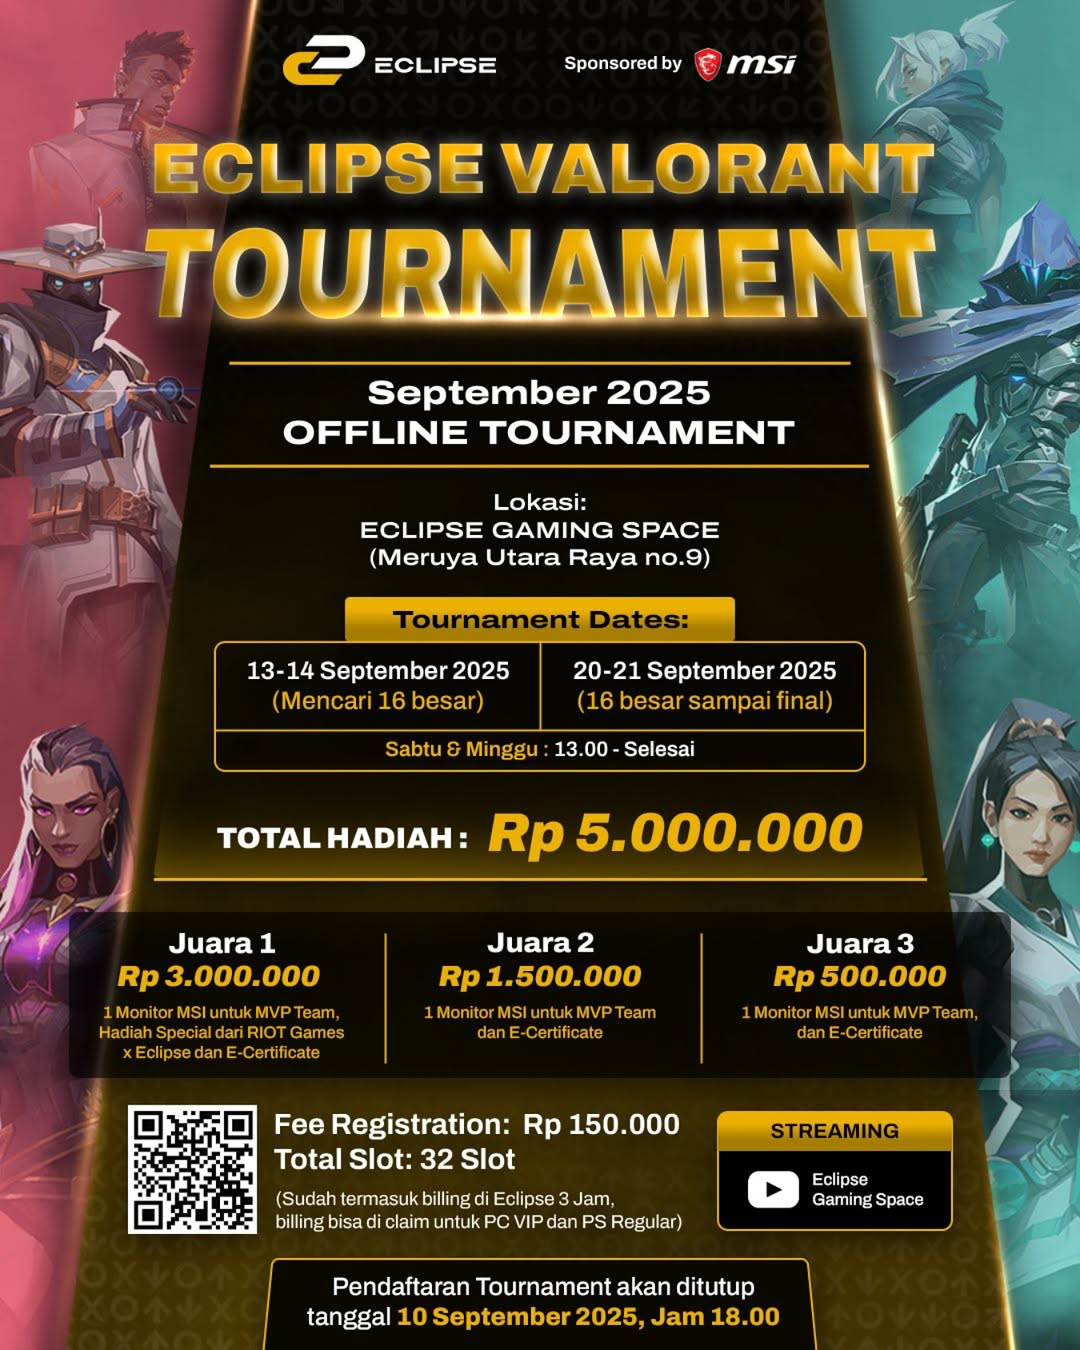 ECLIPSE
Sponsored by msi
ECLIPSE VALORANT
TOURNAMENT
September 2025
OFFLINE TOURNAMENT
Lokasi:
ECLIPSE GAMING SPACE
(Meruya Utara Raya no.9)
Tournament Dates:
13-14 September 2025
(Mencari 16 besar)
20-21 September 2025
(16 besar sampai final)
Sabtu & Minggu : 13.00 - Selesai
TOTAL HADIAH : Rp 5.000.000
Juara 1
Rp 3.000.000
1 Monitor MSI untuk MVP Team,
Hadiah Special dari RIOT Games
x Eclipse dan E-Certificate
Juara 2
Rp 1.500.000
1 Monitor MSI untuk MVP Team
dan E-Certificate
Juara 3
Rp 500.000
1 Monitor MSI untuk MVP Team,
dan E-Certificate
Fee Registration: Rp 150.000
Total Slot: 32 Slot
(Sudah termasuk billing di Eclipse 3 Jam,
billing bisa di claim untuk PC VIP dan PS Regular)
STREAMING
Eclipse
Gaming Space
Pendaftaran Tournament akan ditutup
tanggal 10 September 2025, Jam 18.00